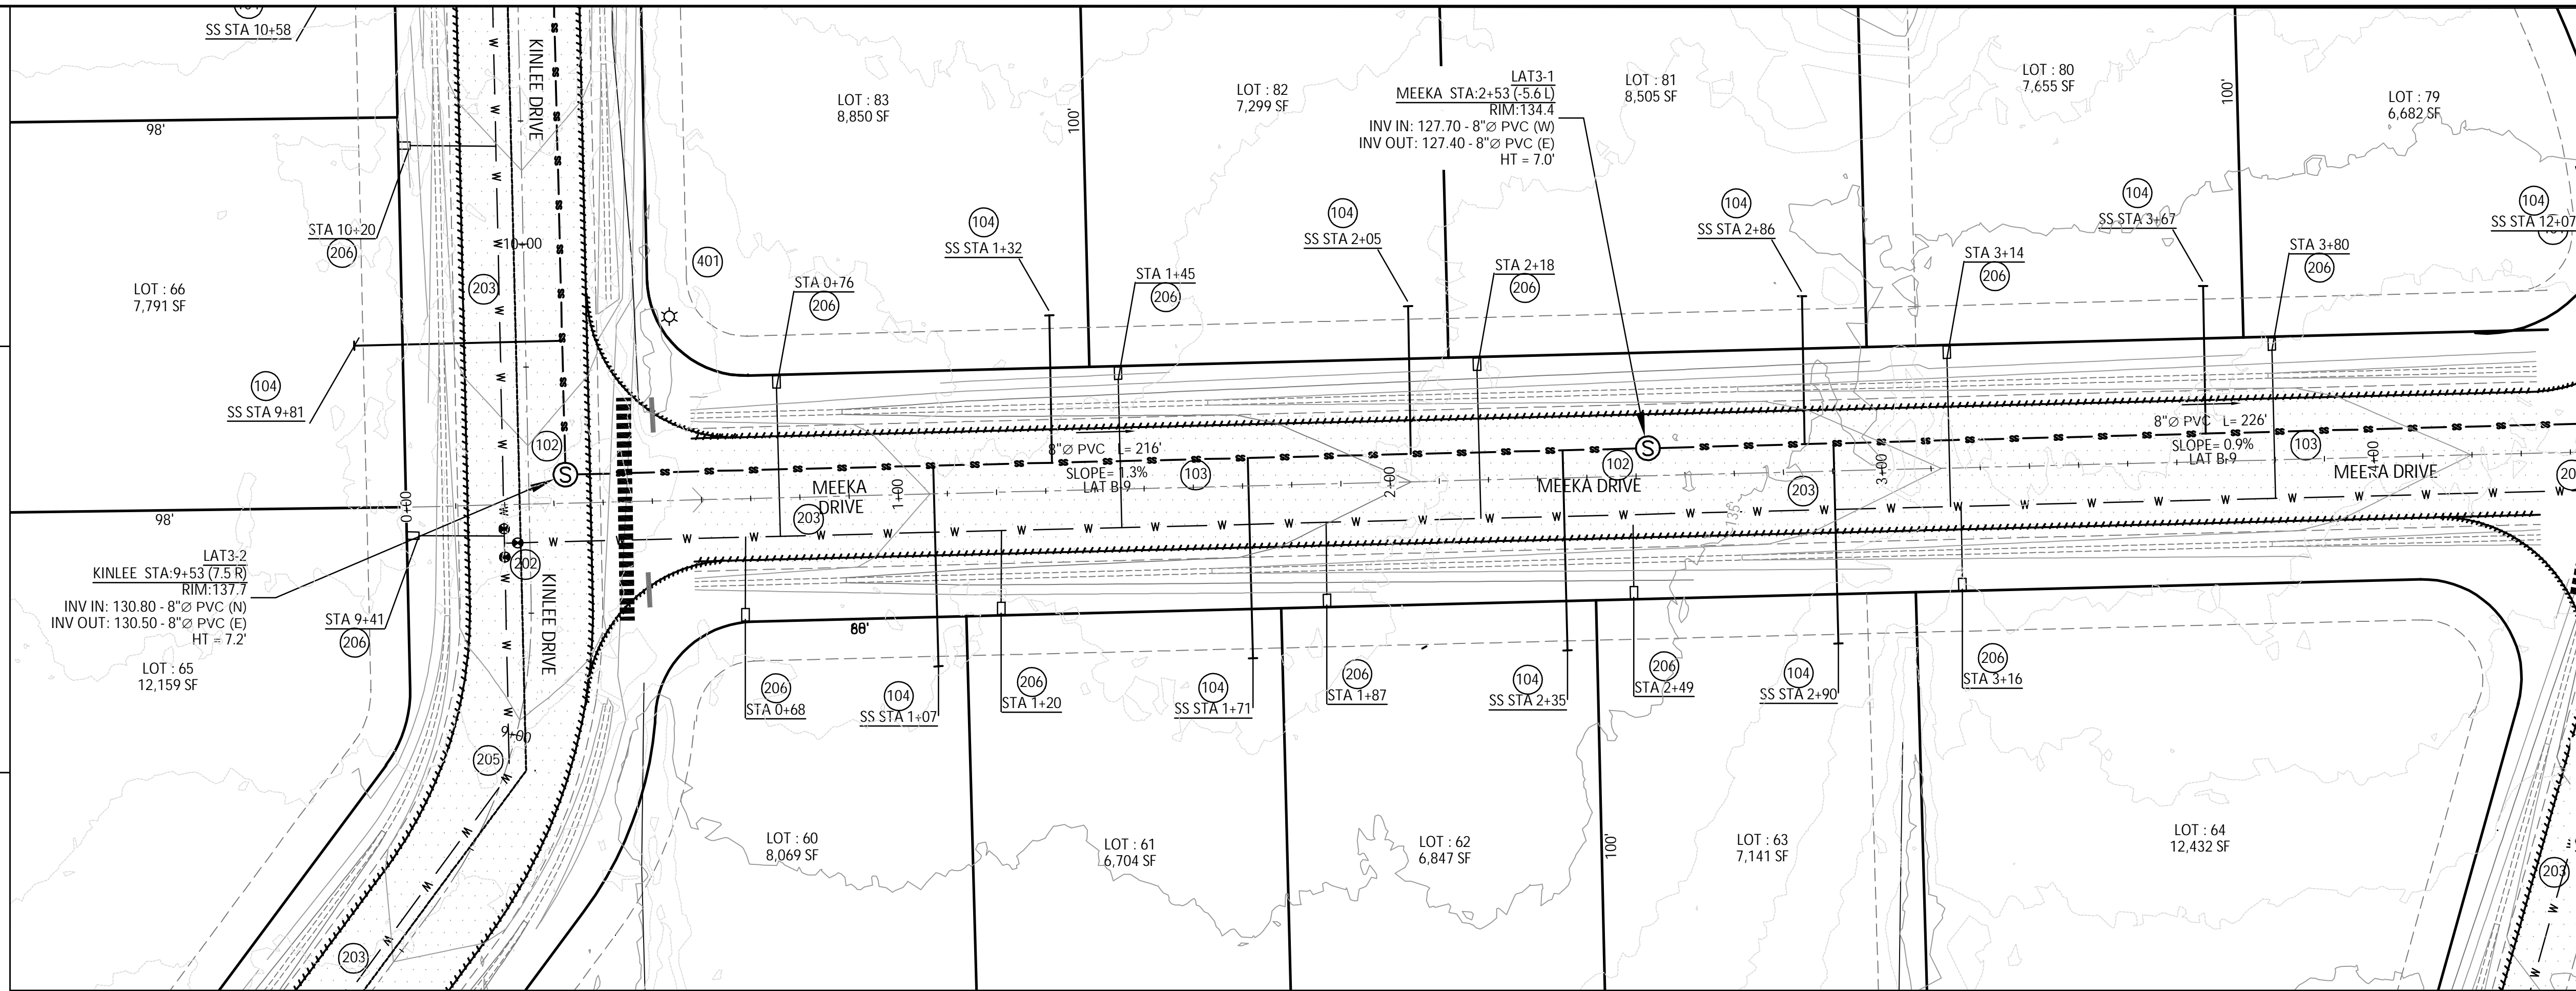 SS STA 10+58
KINLEE DRIVE
98'
LOT : 83
8,850 SF
100'
LOT : 82
7,299 SF
LAT3-1
MEEKA STA:2+53 (-5.6 L)
RIM:134.4
INV IN: 127.70 - 8"Ø PVC (W)
INV OUT: 127.40 - 8"Ø PVC (E)
HT = 7.0'
LOT : 81
8,505 SF
LOT : 80
7,655 SF
100'
LOT : 79
6,682 SF
STA 10+20
206
10+00
203
LOT : 66
7,791 SF
401
STA 0+76
206
104
SS STA 1+32
STA 1+45
206
104
SS STA 2+05
STA 2+18
206
104
SS STA 2+86
STA 3+14
206
104
SS STA 3+67
STA 3+80
206
104
SS STA 12+07
104
SS STA 9+81
102
8"Ø PVC L= 216'
SLOPE= 1.3%
LAT B-9
103
8"Ø PVC L= 226'
SLOPE= 0.9%
LAT B-9
103
S
S
102
0+00
1+00
2+00
3+00
4+00
MEEKA
DRIVE
203
MEEKA DRIVE
203
MEEKA DRIVE
135
98'
202
LAT3-2
KINLEE STA:9+53 (7.5 R)
RIM:137.7
INV IN: 130.80 - 8"Ø PVC (N)
INV OUT: 130.50 - 8"Ø PVC (E)
HT = 7.2'
STA 9+41
206
KINLEE DRIVE
LOT : 65
12,159 SF
206
STA 0+68
104
SS STA 1+07
206
STA 1+20
104
SS STA 1+71
206
STA 1+87
104
SS STA 2+35
206
STA 2+49
104
SS STA 2+90
206
STA 3+16
9+00
205
LOT : 60
8,069 SF
LOT : 61
6,704 SF
LOT : 62
6,847 SF
100'
LOT : 63
7,141 SF
LOT : 64
12,432 SF
203
203